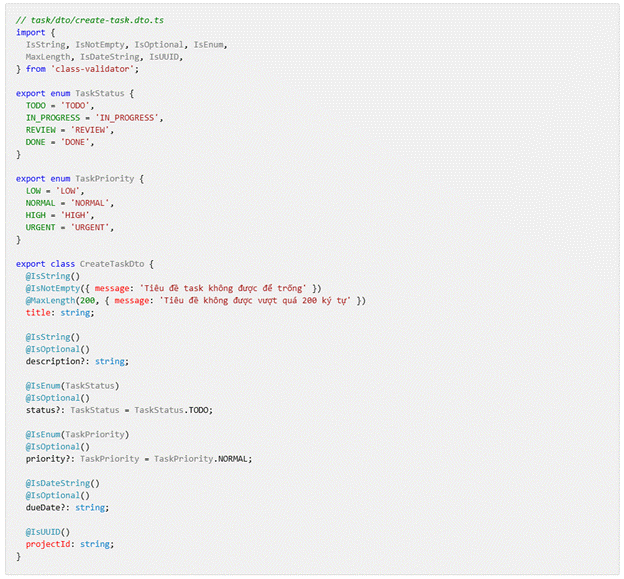 // task/dto/create-task.dto.ts
import {
  IsString, IsNotEmpty, IsOptional, IsEnum,
  MaxLength, IsDateString, IsUUID,
} from 'class-validator';

export enum TaskStatus {
  TODO = 'TODO',
  IN_PROGRESS = 'IN_PROGRESS',
  REVIEW = 'REVIEW',
  DONE = 'DONE',
}

export enum TaskPriority {
  LOW = 'LOW',
  NORMAL = 'NORMAL',
  HIGH = 'HIGH',
  URGENT = 'URGENT',
}

export class CreateTaskDto {
  @IsString()
  @IsNotEmpty({ message: 'Tiêu đề task không được để trống' })
  @MaxLength(200, { message: 'Tiêu đề không được vượt quá 200 ký tự' })
  title: string;

  @IsString()
  @IsOptional()
  description?: string;

  @IsEnum(TaskStatus)
  @IsOptional()
  status?: TaskStatus = TaskStatus.TODO;

  @IsEnum(TaskPriority)
  @IsOptional()
  priority?: TaskPriority = TaskPriority.NORMAL;

  @IsDateString()
  @IsOptional()
  dueDate?: string;

  @IsUUID()
  projectId: string;
}